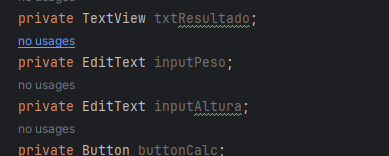 no usages
private TextView txtResultado;
no usages
private EditText inputPeso;
no usages
private EditText inputAltura;
no usages
private Button buttonCalc;